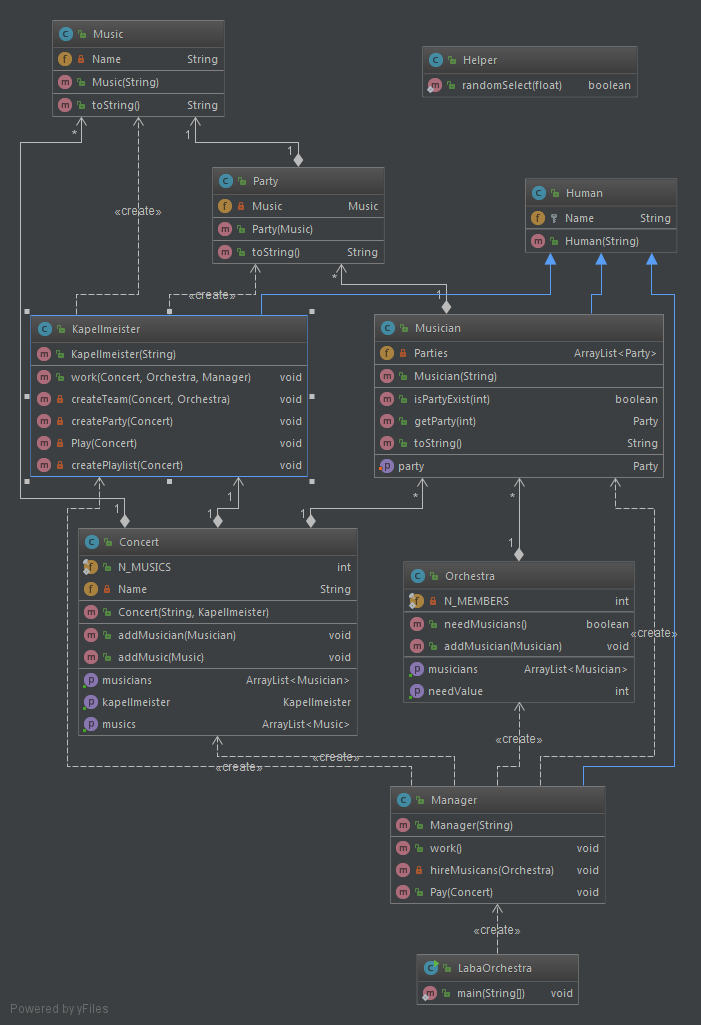 Music
Name String
Music(String)
toString() String
Helper
randomSelect(float) boolean
* 1
1
Party
Music Music
Party(Music)
toString() String
Human
Name String
Human(String)
«create»
«create»
* 1
Kapellmeister
Kapellmeister(String)
work(Concert, Orchestra, Manager) void
createTeam(Concert, Orchestra) void
createParty(Concert) void
Play(Concert) void
createPlaylist(Concert) void
Musician
Parties ArrayList<Party>
Musician(String)
isPartyExist(int) boolean
getParty(int) Party
toString() String
party Party
1 * *
1 1 1 1
Concert
N_MUSICS int
Name String
Concert(String, Kapellmeister)
addMusician(Musician) void
addMusic(Music) void
musicians ArrayList<Musician>
kapellmeister Kapellmeister
musics ArrayList<Music>
Orchestra
N_MEMBERS int
needMusicians() boolean
addMusician(Musician) void
musicians ArrayList<Musician>
needValue int
«create»
«create»
«create»
«create»
Manager
Manager(String)
work() void
hireMusicans(Orchestra) void
Pay(Concert) void
«create»
LabaOrchestra
main(String[]) void
Powered by yFiles